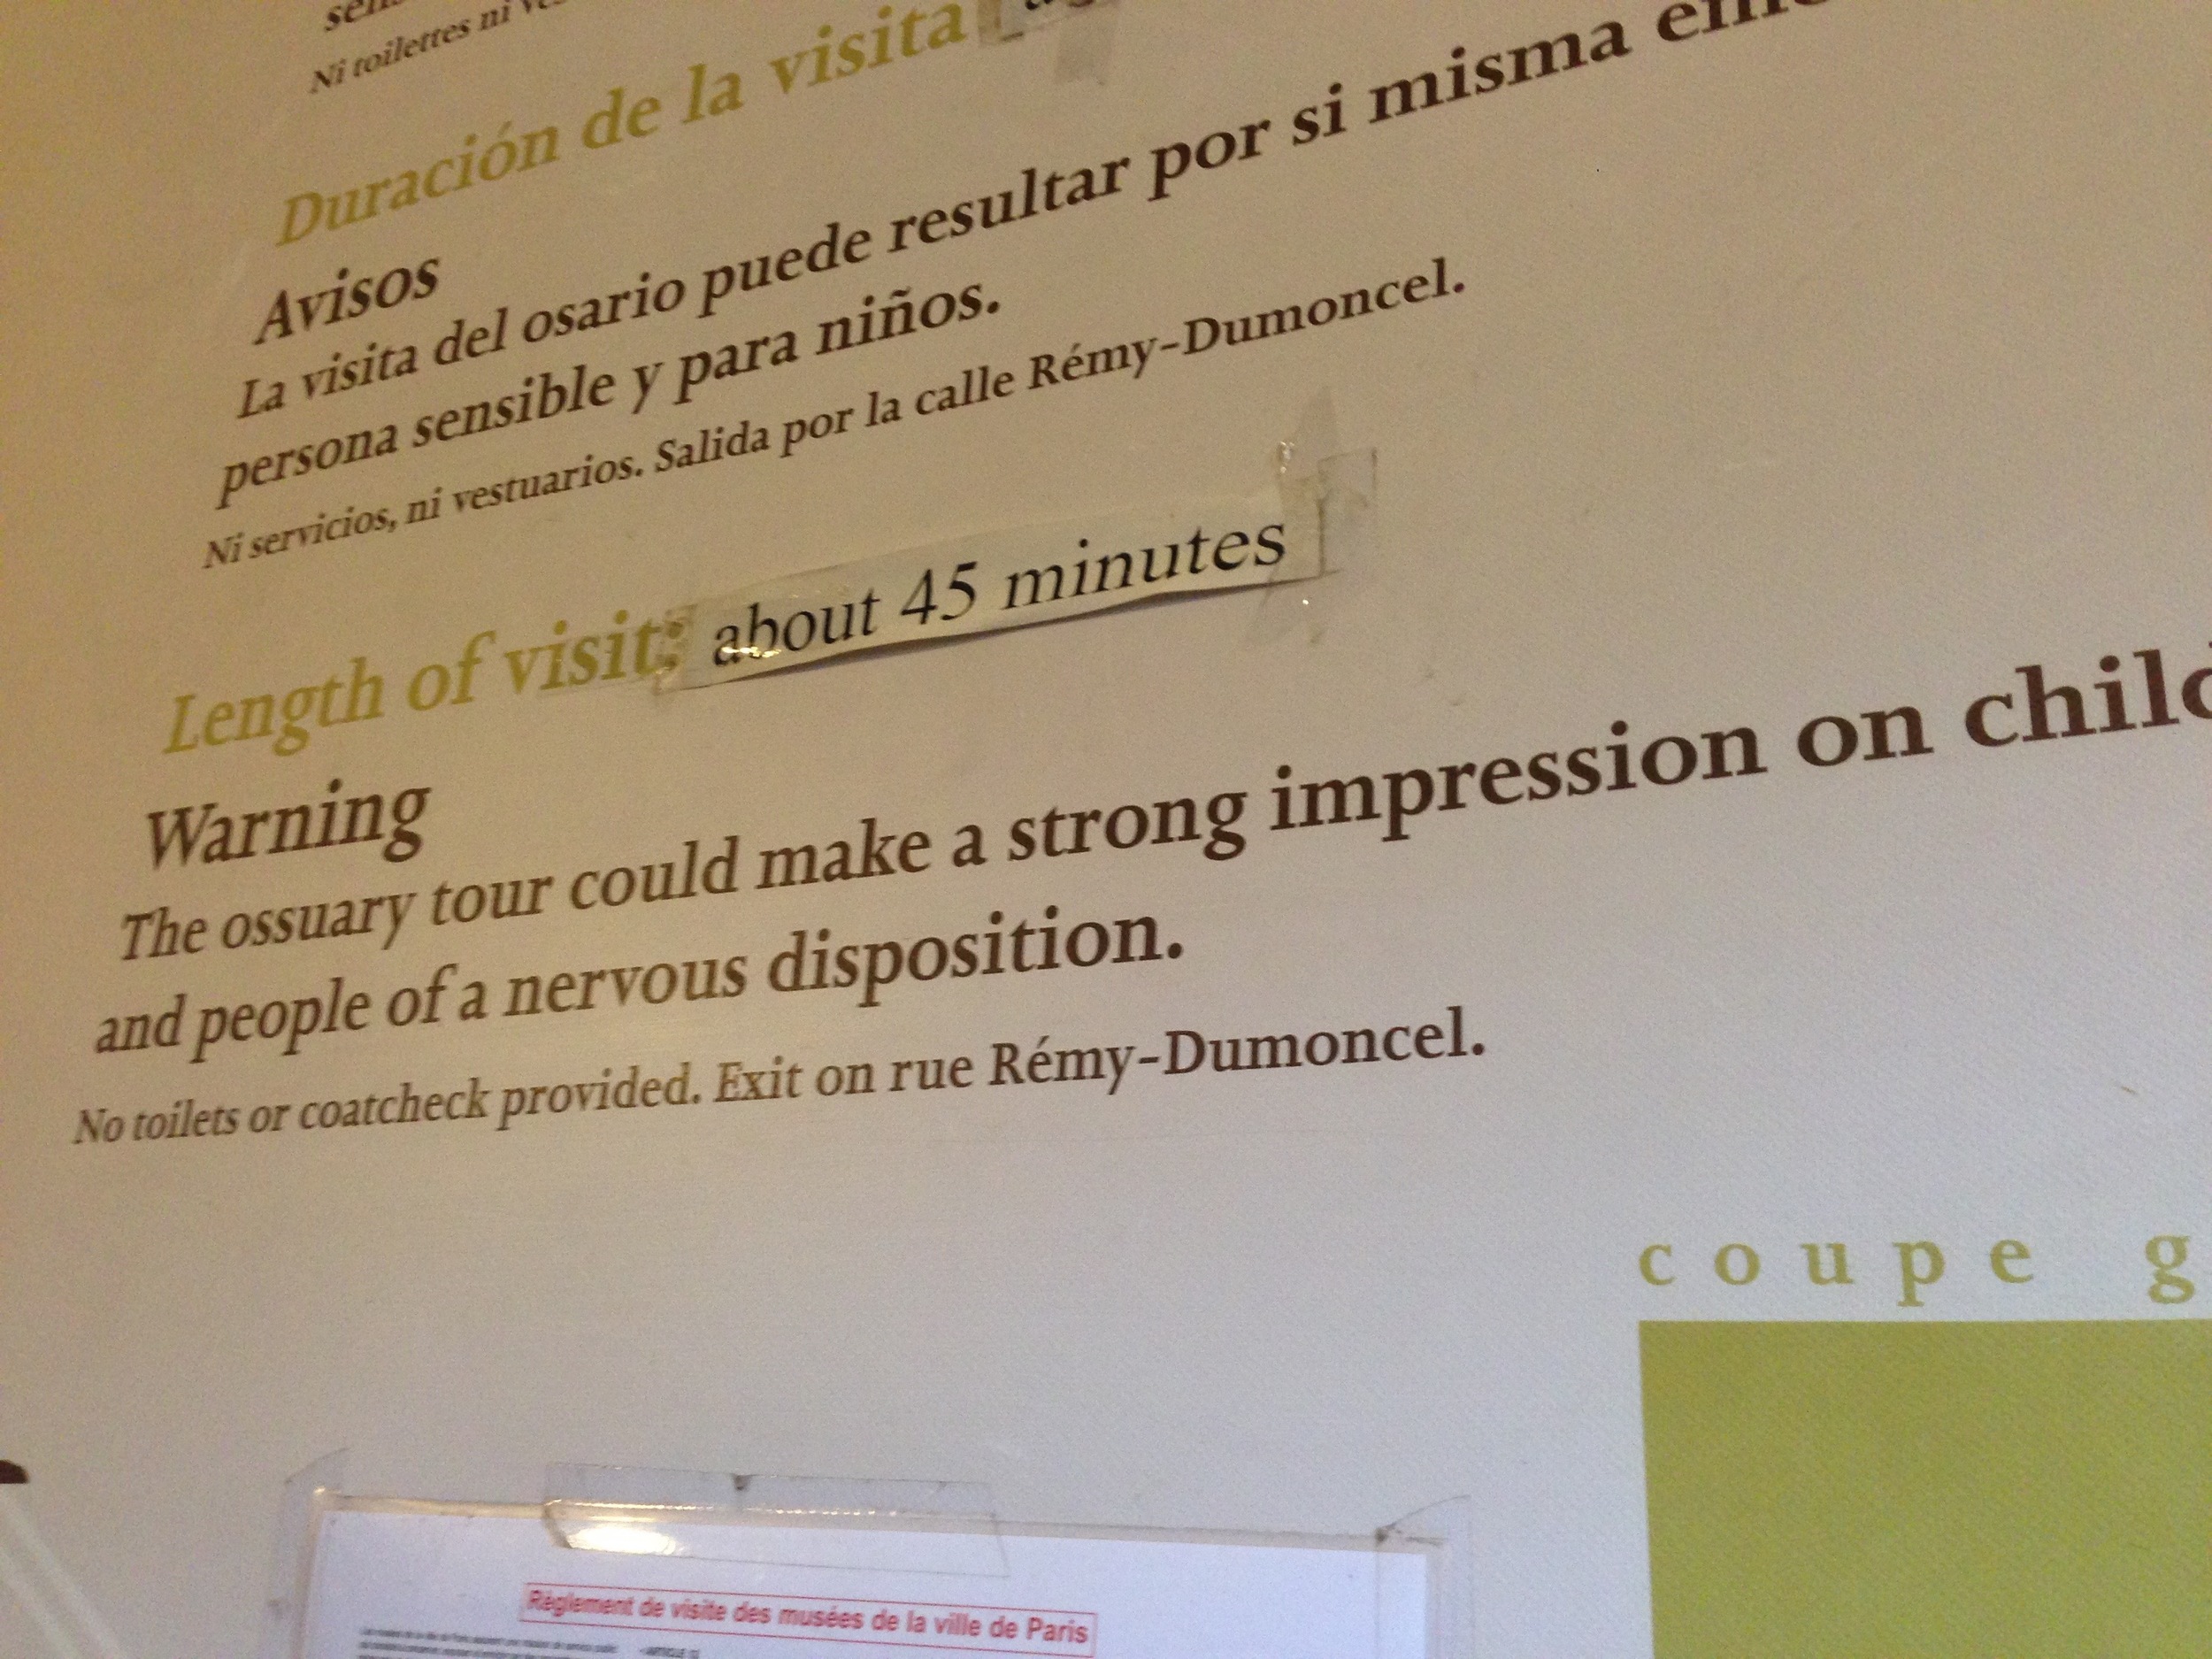 Ni toilettes ni
Duración de la visita
Avisos
La visita del osario puede resultar por si misma
persona sensible y para niños.
Ni servicios, ni vestuarios. Salida por la calle Rémy-Dumoncel.
Length of visit: about 45 minutes
Warning
The ossuary tour could make a strong impression on child
and people of a nervous disposition.
No toilets or coatcheck provided. Exit on rue Rémy-Dumoncel.
coupe g
Règlement de visite des musées de la ville de Paris